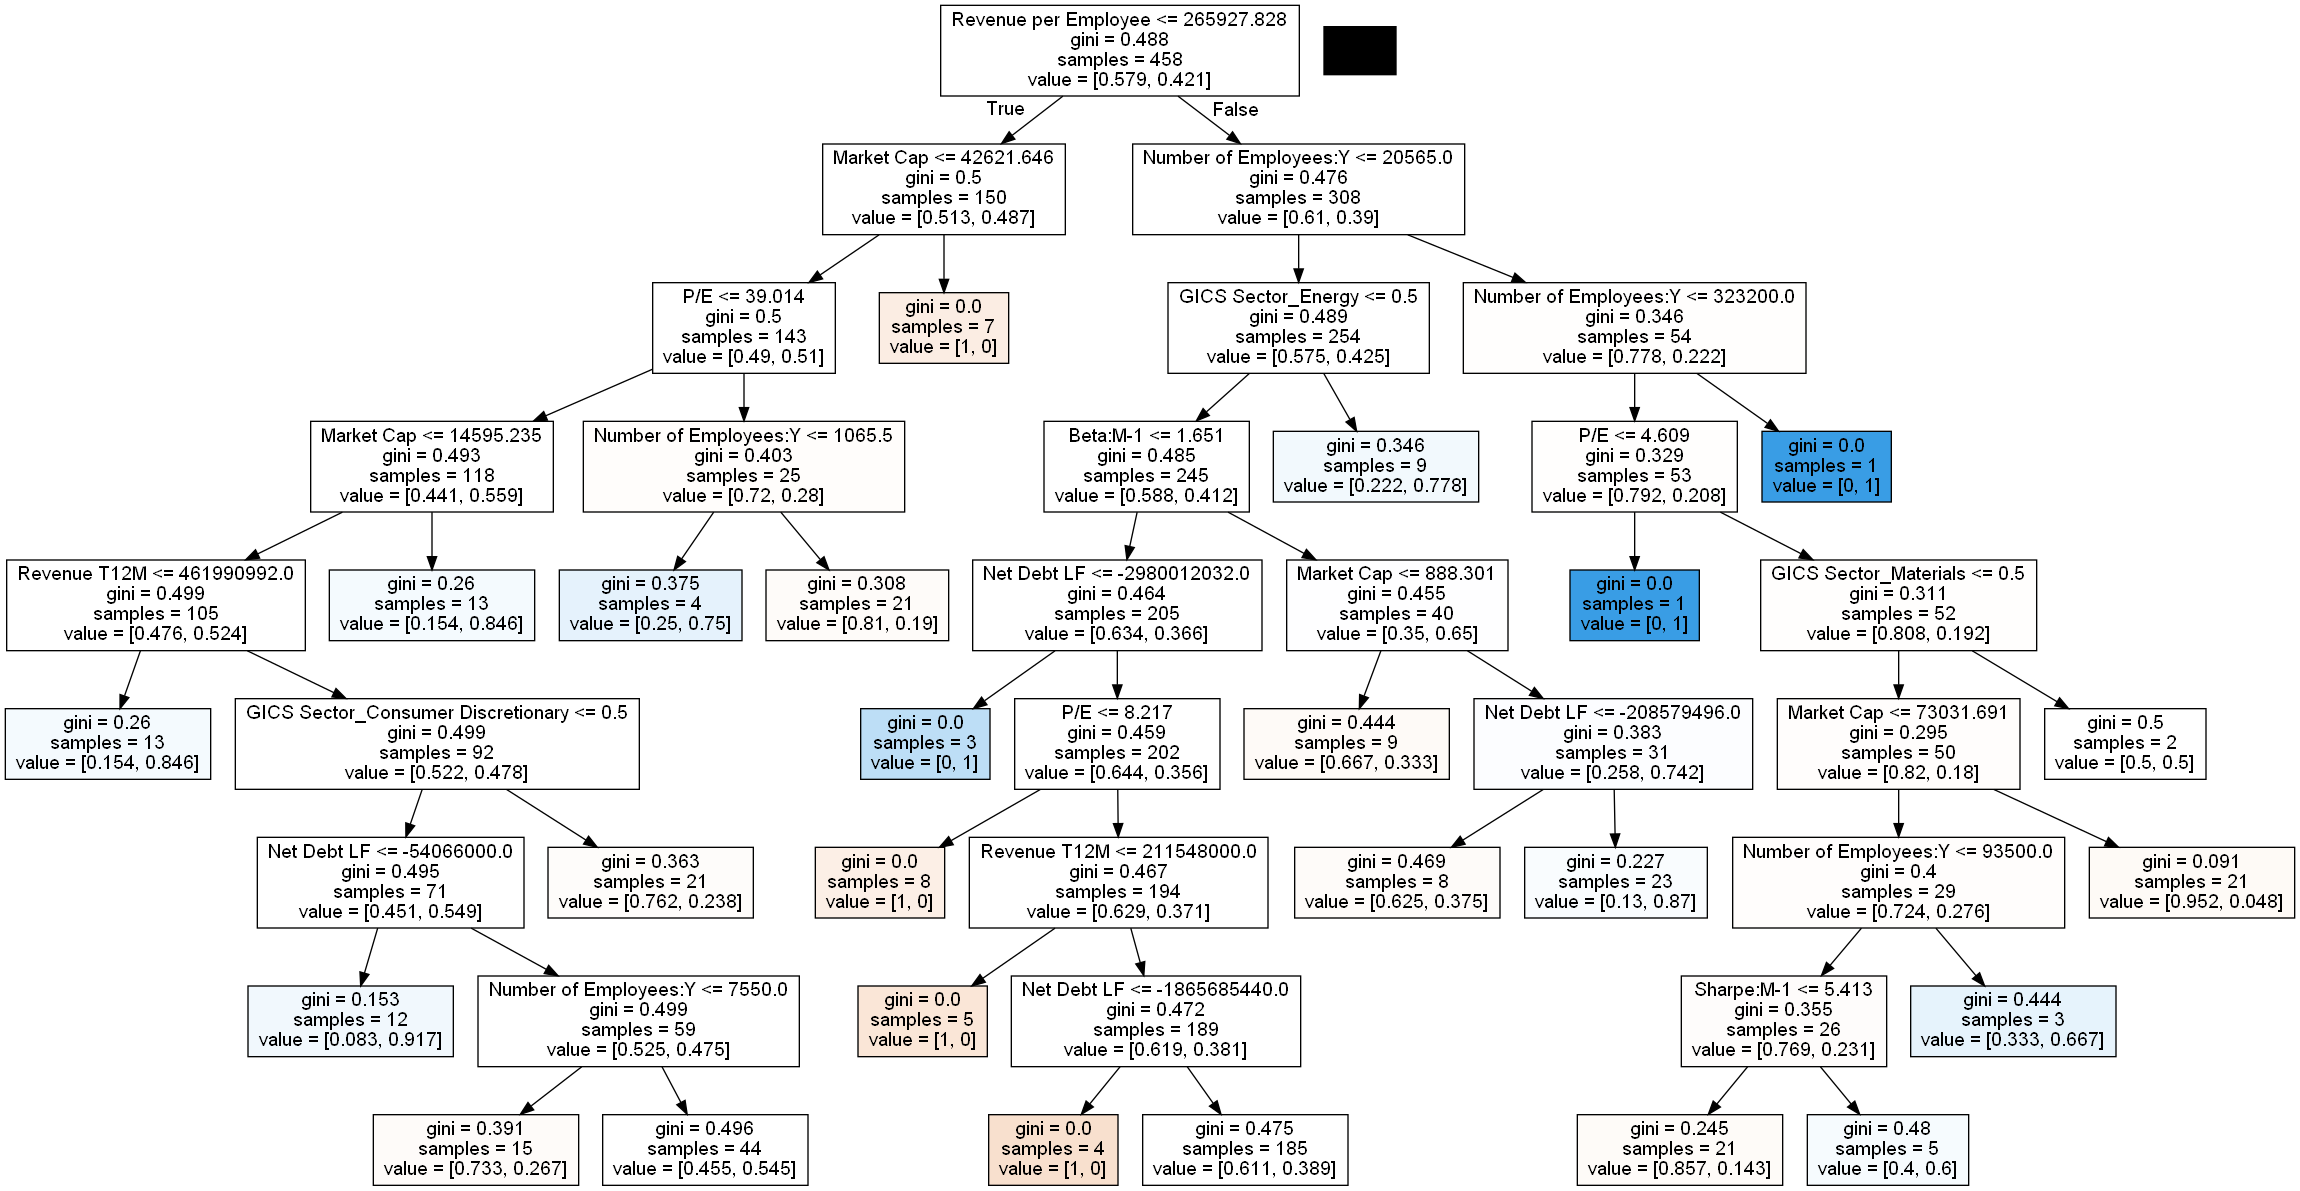 Revenue per Employee <= 265927.828
gini = 0.488
samples = 458
value = [0.579, 0.421]
True
False
Market Cap <= 42621.646
gini = 0.5
samples = 150
value = [0.513, 0.487]
Number of Employees:Y <= 20565.0
gini = 0.476
samples = 308
value = [0.61, 0.39]
P/E <= 39.014
gini = 0.5
samples = 143
value = [0.49, 0.51]
gini = 0.0
samples = 7
value = [1, 0]
GICS Sector_Energy <= 0.5
gini = 0.489
samples = 254
value = [0.575, 0.425]
Number of Employees:Y <= 323200.0
gini = 0.346
samples = 54
value = [0.778, 0.222]
Market Cap <= 14595.235
gini = 0.493
samples = 118
value = [0.441, 0.559]
Number of Employees:Y <= 1065.5
gini = 0.403
samples = 25
value = [0.72, 0.28]
Beta:M-1 <= 1.651
gini = 0.485
samples = 245
value = [0.588, 0.412]
gini = 0.346
samples = 9
value = [0.222, 0.778]
P/E <= 4.609
gini = 0.329
samples = 53
value = [0.792, 0.208]
gini = 0.0
samples = 1
value = [0, 1]
Revenue T12M <= 461990992.0
gini = 0.499
samples = 105
value = [0.476, 0.524]
gini = 0.26
samples = 13
value = [0.154, 0.846]
gini = 0.375
samples = 4
value = [0.25, 0.75]
gini = 0.308
samples = 21
value = [0.81, 0.19]
Net Debt LF <= -2980012032.0
gini = 0.464
samples = 205
value = [0.634, 0.366]
Market Cap <= 888.301
gini = 0.455
samples = 40
value = [0.35, 0.65]
gini = 0.0
samples = 1
value = [0, 1]
GICS Sector_Materials <= 0.5
gini = 0.311
samples = 52
value = [0.808, 0.192]
gini = 0.26
samples = 13
value = [0.154, 0.846]
GICS Sector_Consumer Discretionary <= 0.5
gini = 0.499
samples = 92
value = [0.522, 0.478]
gini = 0.0
samples = 3
value = [0, 1]
P/E <= 8.217
gini = 0.459
samples = 202
value = [0.644, 0.356]
gini = 0.444
samples = 9
value = [0.667, 0.333]
Net Debt LF <= -208579496.0
gini = 0.383
samples = 31
value = [0.258, 0.742]
Market Cap <= 73031.691
gini = 0.295
samples = 50
value = [0.82, 0.18]
gini = 0.5
samples = 2
value = [0.5, 0.5]
Net Debt LF <= -54066000.0
gini = 0.495
samples = 71
value = [0.451, 0.549]
gini = 0.363
samples = 21
value = [0.762, 0.238]
gini = 0.0
samples = 8
value = [1, 0]
Revenue T12M <= 211548000.0
gini = 0.467
samples = 194
value = [0.629, 0.371]
gini = 0.469
samples = 8
value = [0.625, 0.375]
gini = 0.227
samples = 23
value = [0.13, 0.87]
Number of Employees:Y <= 93500.0
gini = 0.4
samples = 29
value = [0.724, 0.276]
gini = 0.091
samples = 21
value = [0.952, 0.048]
gini = 0.153
samples = 12
value = [0.083, 0.917]
Number of Employees:Y <= 7550.0
gini = 0.499
samples = 59
value = [0.525, 0.475]
gini = 0.0
samples = 5
value = [1, 0]
Net Debt LF <= -1865685440.0
gini = 0.472
samples = 189
value = [0.619, 0.381]
Sharpe:M-1 <= 5.413
gini = 0.355
samples = 26
value = [0.769, 0.231]
gini = 0.444
samples = 3
value = [0.333, 0.667]
gini = 0.391
samples = 15
value = [0.733, 0.267]
gini = 0.496
samples = 44
value = [0.455, 0.545]
gini = 0.0
samples = 4
value = [1, 0]
gini = 0.475
samples = 185
value = [0.611, 0.389]
gini = 0.245
samples = 21
value = [0.857, 0.143]
gini = 0.48
samples = 5
value = [0.4, 0.6]